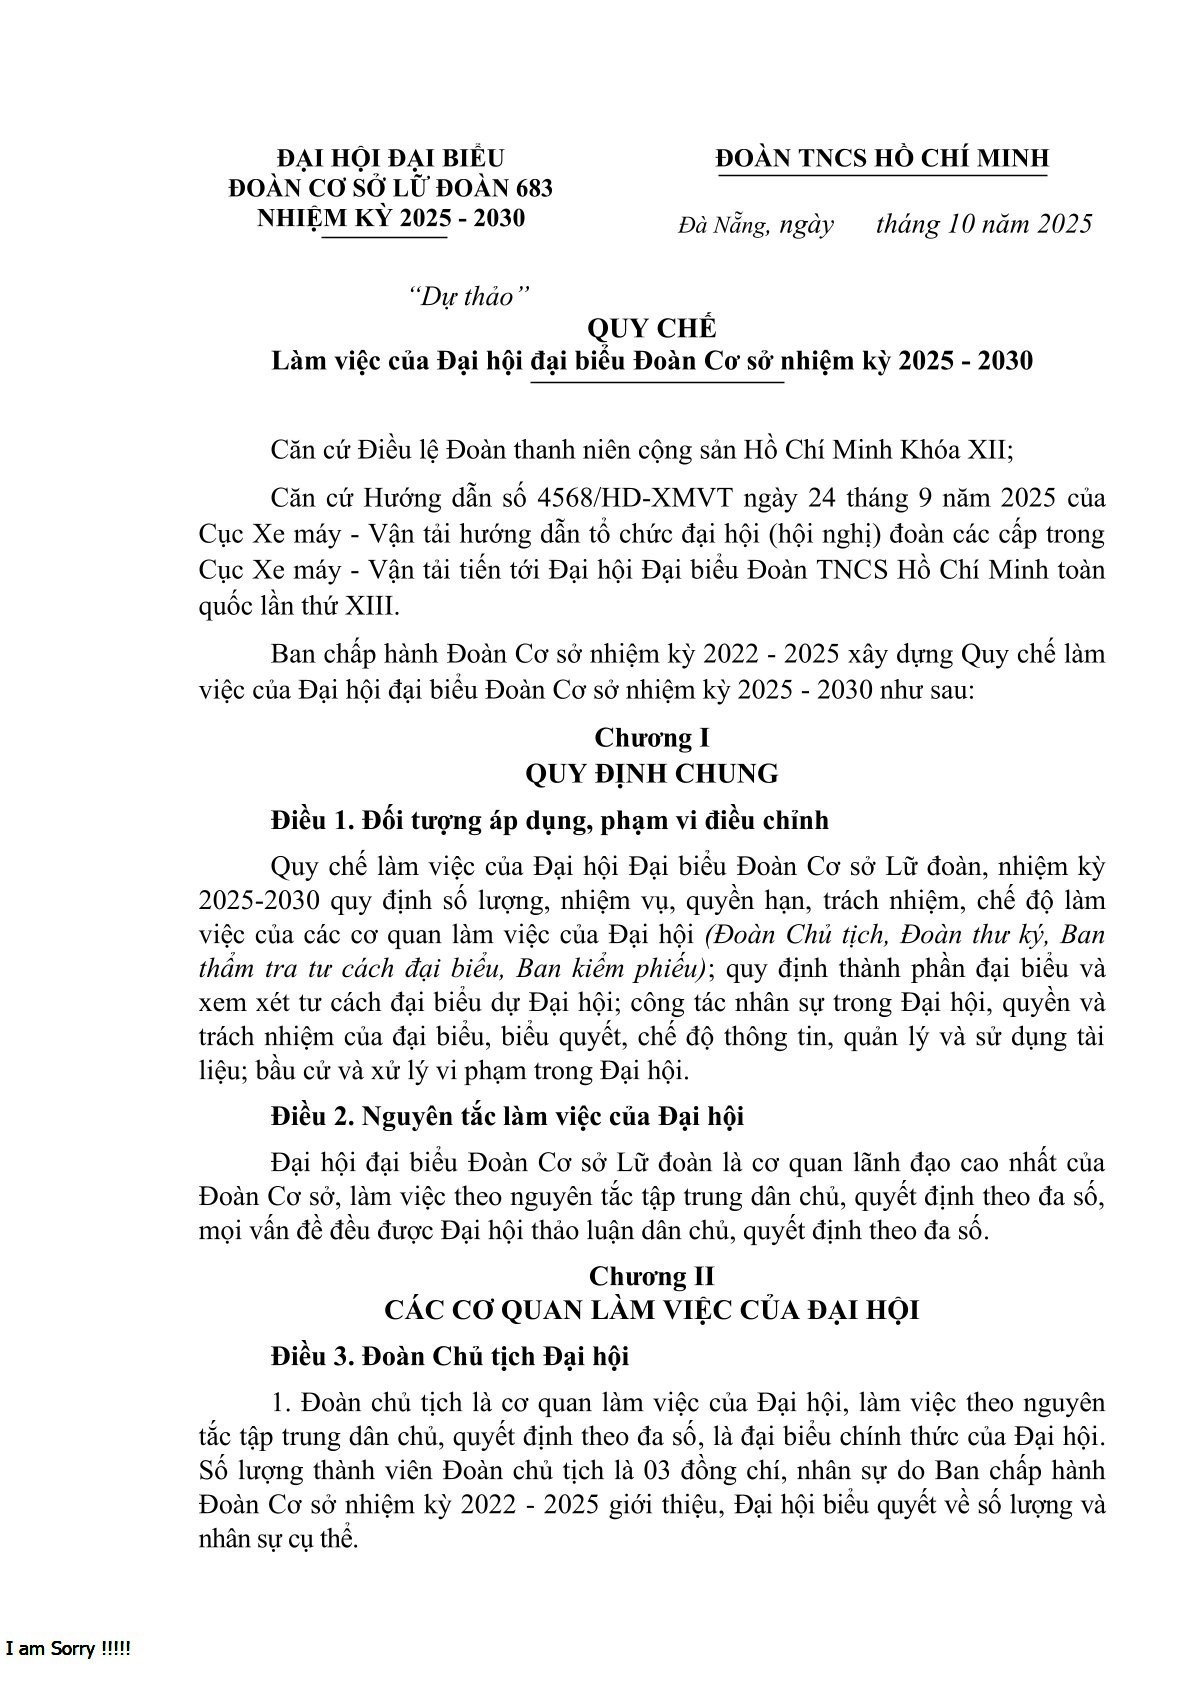 ĐẠI HỘI ĐẠI BIỂU
ĐOÀN CƠ SỞ LỮ ĐOÀN 683
NHIỆM KỲ 2025 - 2030
ĐOÀN TNCS HỒ CHÍ MINH
Đà Nẵng, ngày tháng 10 năm 2025
“Dự thảo”
QUY CHẾ
Làm việc của Đại hội đại biểu Đoàn Cơ sở nhiệm kỳ 2025 - 2030
Căn cứ Điều lệ Đoàn thanh niên cộng sản Hồ Chí Minh Khóa XII;
Căn cứ Hướng dẫn số 4568/HD-XMVT ngày 24 tháng 9 năm 2025 của
Cục Xe máy - Vận tải hướng dẫn tổ chức đại hội (hội nghị) đoàn các cấp trong
Cục Xe máy - Vận tải tiến tới Đại hội Đại biểu Đoàn TNCS Hồ Chí Minh toàn
quốc lần thứ XIII.
Ban chấp hành Đoàn Cơ sở nhiệm kỳ 2022 - 2025 xây dựng Quy chế làm
việc của Đại hội đại biểu Đoàn Cơ sở nhiệm kỳ 2025 - 2030 như sau:
Chương I
QUY ĐỊNH CHUNG
Điều 1. Đối tượng áp dụng, phạm vi điều chỉnh
Quy chế làm việc của Đại hội Đại biểu Đoàn Cơ sở Lữ đoàn, nhiệm kỳ
2025-2030 quy định số lượng, nhiệm vụ, quyền hạn, trách nhiệm, chế độ làm
việc của các cơ quan làm việc của Đại hội (Đoàn Chủ tịch, Đoàn thư ký, Ban
thẩm tra tư cách đại biểu, Ban kiểm phiếu); quy định thành phần đại biểu và
xem xét tư cách đại biểu dự Đại hội; công tác nhân sự trong Đại hội, quyền và
trách nhiệm của đại biểu, biểu quyết, chế độ thông tin, quản lý và sử dụng tài
liệu; bầu cử và xử lý vi phạm trong Đại hội.
Điều 2. Nguyên tắc làm việc của Đại hội
Đại hội đại biểu Đoàn Cơ sở Lữ đoàn là cơ quan lãnh đạo cao nhất của
Đoàn Cơ sở, làm việc theo nguyên tắc tập trung dân chủ, quyết định theo đa số,
mọi vấn đề đều được Đại hội thảo luận dân chủ, quyết định theo đa số.
Chương II
CÁC CƠ QUAN LÀM VIỆC CỦA ĐẠI HỘI
Điều 3. Đoàn Chủ tịch Đại hội
1. Đoàn chủ tịch là cơ quan làm việc của Đại hội, làm việc theo nguyên
tắc tập trung dân chủ, quyết định theo đa số, là đại biểu chính thức của Đại hội.
Số lượng thành viên Đoàn chủ tịch là 03 đồng chí, nhân sự do Ban chấp hành
Đoàn Cơ sở nhiệm kỳ 2022 - 2025 giới thiệu, Đại hội biểu quyết về số lượng và
nhân sự cụ thể.
I am Sorry !!!!!